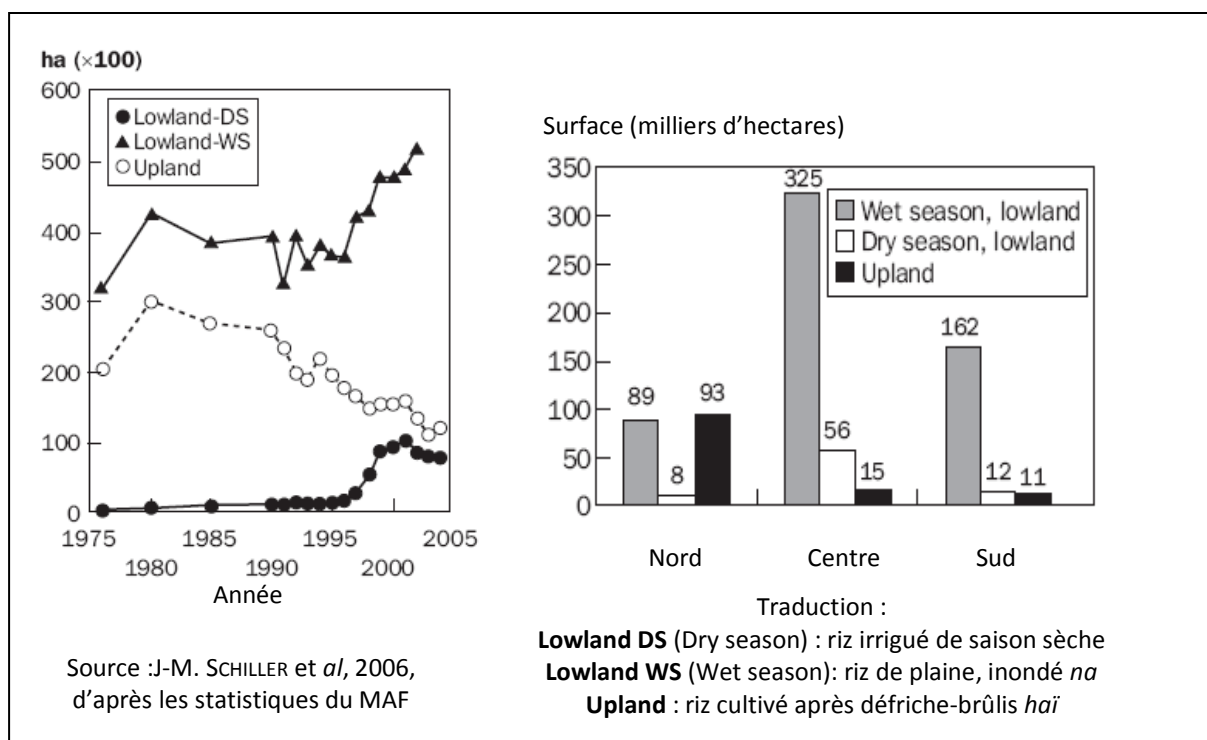 ha (×100)
600
500
400
300
200
100
0
Lowland-DS
Lowland-WS
Upland
1975 1985 1995 2005
1980 1990 2000
Année
Source :J-M. SCHILLER et al, 2006,
d'après les statistiques du MAF
Surface (milliers d'hectares)
350
300
250
200
150
100
50
0
Wet season, lowland
Dry season, lowland
Upland
89 8 93
325 56 15
162 12 11
Nord Centre Sud
Traduction :
Lowland DS (Dry season) : riz irrigué de saison sèche
Lowland WS (Wet season): riz de plaine, inondé na
Upland : riz cultivé après défriche-brûlis haï